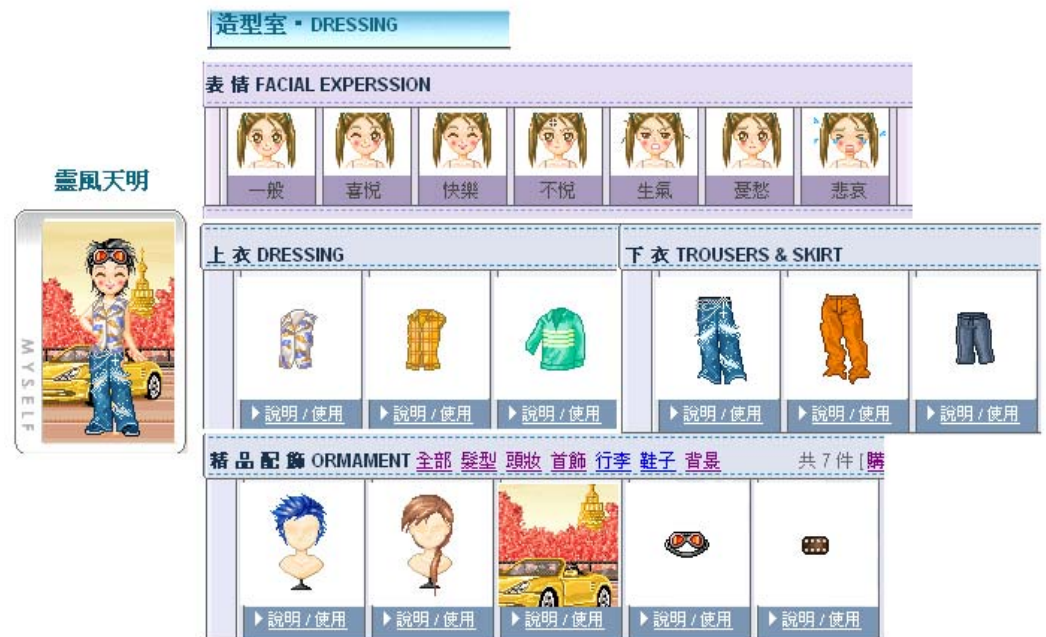 造型室・DRESSING
表 情 FACIAL EXPERSSION
一般 喜悅 快樂 不悅 生氣 憂愁 悲哀
靈風天明
MYSELF
上 衣 DRESSING
下 衣 TROUSERS & SKIRT
說明 / 使用 說明 / 使用 說明 / 使用 說明 / 使用 說明 / 使用 說明 / 使用
精 品 配 飾 ORMAMENT 全部 髮型 頭妝 首飾 行李 鞋子 背景 共 7 件 [購
說明 / 使用 說明 / 使用 說明 / 使用 說明 / 使用 說明 / 使用